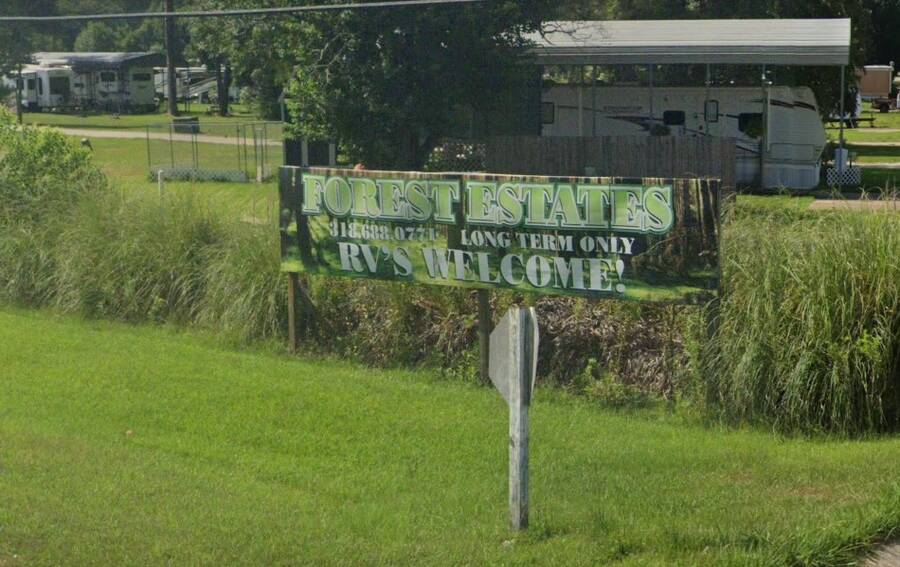 FOREST ESTATES
318.688.0771 LONG TERM ONLY
RV'S WELCOME!